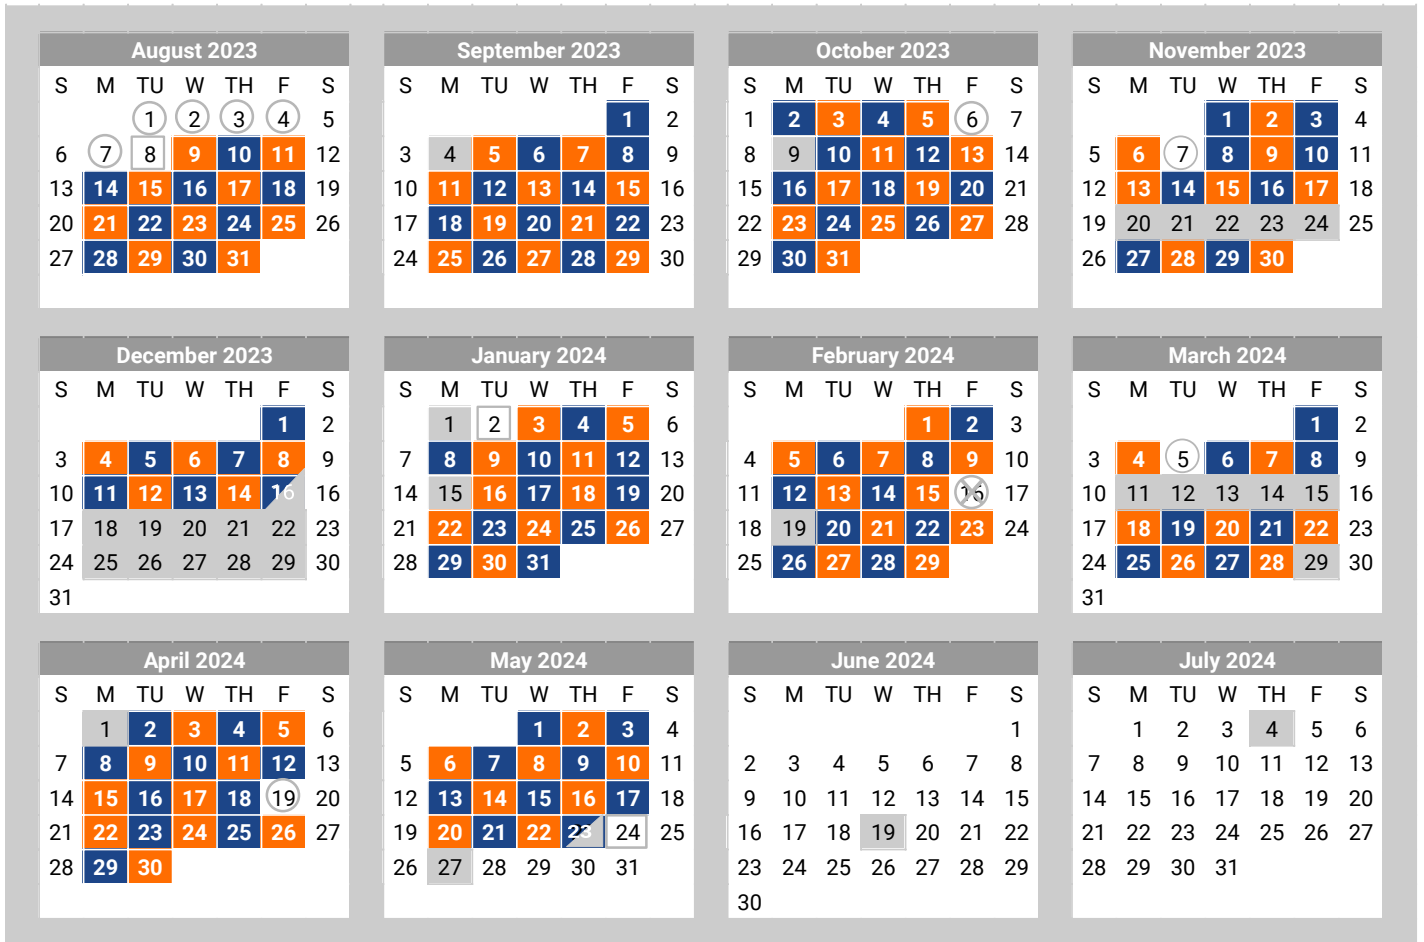 August 2023
S M TU W TH F S
1 2 3 4 5
6 7 8 9 10 11 12
13 14 15 16 17 18 19
20 21 22 23 24 25 26
27 28 29 30 31
September 2023
S M TU W TH F S
1 2
3 4 5 6 7 8 9
10 11 12 13 14 15 16
17 18 19 20 21 22 23
24 25 26 27 28 29 30
October 2023
S M TU W TH F S
1 2 3 4 5 6 7
8 9 10 11 12 13 14
15 16 17 18 19 20 21
22 23 24 25 26 27 28
29 30 31
November 2023
S M TU W TH F S
1 2 3 4
5 6 7 8 9 10 11
12 13 14 15 16 17 18
19 20 21 22 23 24 25
26 27 28 29 30
December 2023
S M TU W TH F S
1 2
3 4 5 6 7 8 9
10 11 12 13 14 16 16
17 18 19 20 21 22 23
24 25 26 27 28 29 30
31
January 2024
S M TU W TH F S
1 2 3 4 5 6
7 8 9 10 11 12 13
14 15 16 17 18 19 20
21 22 23 24 25 26 27
28 29 30 31
February 2024
S M TU W TH F S
1 2 3
4 5 6 7 8 9 10
11 12 13 14 15 16 17
18 19 20 21 22 23 24
25 26 27 28 29
March 2024
S M TU W TH F S
1 2
3 4 5 6 7 8 9
10 11 12 13 14 15 16
17 18 19 20 21 22 23
24 25 26 27 28 29 30
31
April 2024
S M TU W TH F S
1 2 3 4 5 6
7 8 9 10 11 12 13
14 15 16 17 18 19 20
21 22 23 24 25 26 27
28 29 30
May 2024
S M TU W TH F S
1 2 3 4
5 6 7 8 9 10 11
12 13 14 15 16 17 18
19 20 21 22 23 24 25
26 27 28 29 30 31
June 2024
S M TU W TH F S
1
2 3 4 5 6 7 8
9 10 11 12 13 14 15
16 17 18 19 20 21 22
23 24 25 26 27 28 29
30
July 2024
S M TU W TH F S
1 2 3 4 5 6
7 8 9 10 11 12 13
14 15 16 17 18 19 20
21 22 23 24 25 26 27
28 29 30 31